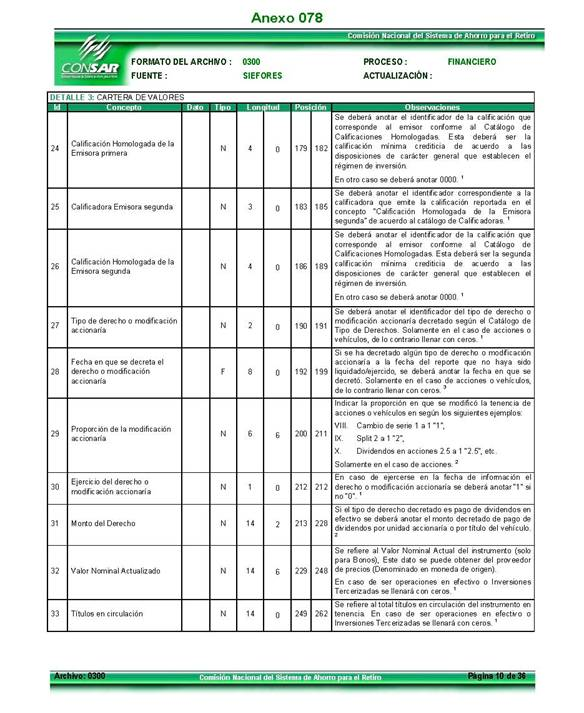 Anexo 078
Comisión Nacional del Sistema de Ahorro para el Retiro
CONSAR
FORMATO DEL ARCHIVO : 0300 PROCESO : FINANCIERO
FUENTE : SIEFORES ACTUALIZACIÓN :
DETALLE 3: CARTERA DE VALORES
Id Concepto Dato Tipo Longitud Posición Observaciones
24 Calificación Homologada de la Emisora primera N 4 0 179 182
Se deberá anotar el identificador de la calificación que
corresponde al emisor conforme al Catálogo de
Calificaciones Homologadas. Esta deberá ser la
calificación mínima crediticia de acuerdo a las
disposiciones de carácter general que establecen el
régimen de inversión.
En otro caso se deberá anotar 0000. 1
25 Calificadora Emisora segunda N 3 0 183 185
Se deberá anotar el identificador correspondiente a la
calificadora que emite la calificación reportada en el
concepto "Calificación Homologada de la Emisora
segunda" de acuerdo al catálogo de Calificadoras. 1
26 Calificación Homologada de la Emisora segunda N 4 0 186 189
Se deberá anotar el identificador de la calificación que
corresponde al emisor conforme al Catálogo de
Calificaciones Homologadas. Esta deberá ser la segunda
calificación mínima crediticia de acuerdo a las
disposiciones de carácter general que establecen el
régimen de inversión.
En otro caso se deberá anotar 0000. 1
27 Tipo de derecho o modificación accionaría N 2 0 190 191
Se deberá anotar el identificador del tipo de derecho o
modificación accionaría decretado según el Catálogo de
Tipo de Derechos. Solamente en el caso de acciones o
vehículos, de lo contrario llenar con ceros. 1
28 Fecha en que se decreta el derecho o modificación accionaría F 8 0 192 199
Si se ha decretado algún tipo de derecho o modificación
accionaria a la fecha del reporte que no haya sido
liquidado/ejercido, se deberá anotar la fecha en que se
decretó. Solamente en el caso de acciones o vehículos,
de lo contrario llenar con ceros. 3
29 Proporción de la modificación accionaría N 6 6 200 211
Indicar la proporción en que se modificó la tenencia de
acciones o vehículos en según los siguientes ejemplos:
VIII. Cambio de serie 1 a 1 "1",
IX. Split 2 a 1 "2",
X. Dividendos en acciones 2.5 a 1 "2.5", etc.
Solamente en el caso de acciones. 2
30 Ejercicio del derecho o modificación accionaría N 1 0 212 212
En caso de ejercerse en la fecha de información el
derecho o modificación accionaría se deberá anotar "1" si
no "0". 1
31 Monto del Derecho N 14 2 213 228
Si el tipo de derecho decretado es pago de dividendos en
efectivo se deberá anotar el monto decretado de pago de
dividendos por unidad accionaria o por título del vehículo.
2
32 Valor Nominal Actualizado N 14 6 229 248
Se refiere al Valor Nominal Actual del instrumento (solo
para Bonos), Este dato se puede obtener del proveedor
de precios (Denominado en moneda de origen).
En caso de ser operaciones en efectivo o Inversiones
Tercerizadas se llenará con ceros. 1
33 Títulos en circulación N 14 0 249 262
Se refiere al total títulos en circulación del instrumento en
tenencia. En caso de ser operaciones en efectivo o
Inversiones Tercerizadas se llenará con ceros. 1
Archivo: 0300 Comisión Nacional del Sistema de Ahorro para el Retiro Página 10 de 36